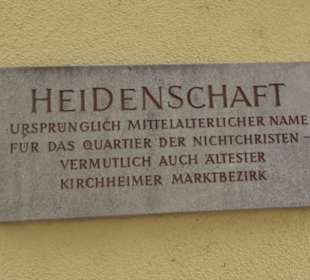 HEIDENSCHAFT
URSPRÜNGLICH MITTELALTERLICHER NAME
FÜR DAS QUARTIER DER NICHTCHRISTEN –
VERMUTLICH AUCH ÄLTESTER
KIRCHHEIMER MARKTBEZIRK